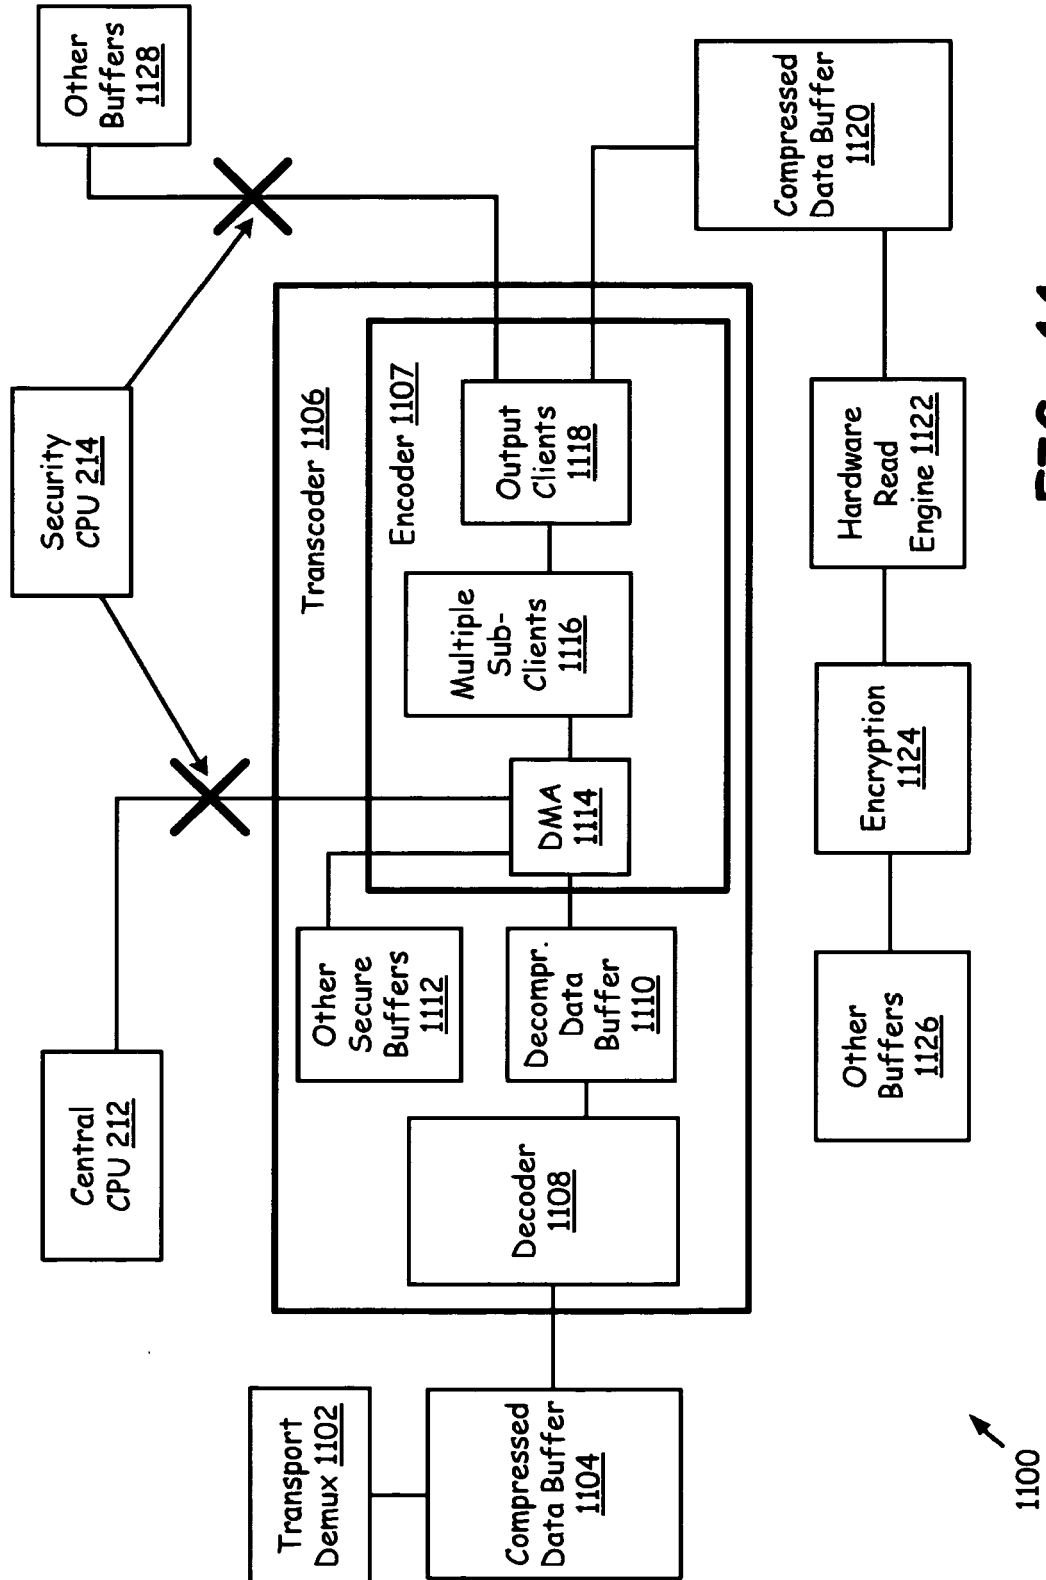 Central
CPU 212
Security
CPU 214
Other
Buffers
1128
Transport
Demux 1102
Compressed
Data Buffer
1104
Transcoder 1106
Encoder 1107
Decoder
1108
Other
Secure
Buffers
1112
Decompr.
Data
Buffer
1110
DMA
1114
Multiple
Sub-
Clients
1116
Output
Clients
1118
Compressed
Data Buffer
1120
Hardware
Read
Engine 1122
Encryption
1124
Other
Buffers
1126
1100